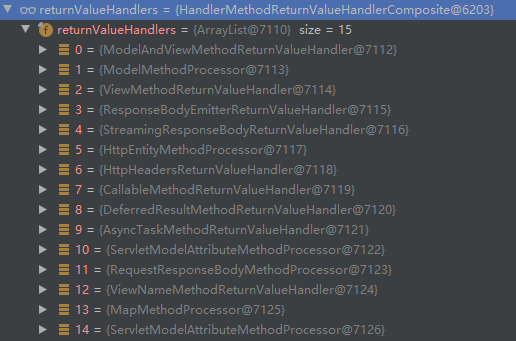 returnValueHandlers = {HandlerMethodReturnValueHandlerComposite@6203}
f returnValueHandlers = {ArrayList@7110} size = 15
0 = {ModelAndViewMethodReturnValueHandler@7112}
1 = {ModelMethodProcessor@7113}
2 = {ViewMethodReturnValueHandler@7114}
3 = {ResponseBodyEmitterReturnValueHandler@7115}
4 = {StreamingResponseBodyReturnValueHandler@7116}
5 = {HttpEntityMethodProcessor@7117}
6 = {HttpHeadersReturnValueHandler@7118}
7 = {CallableMethodReturnValueHandler@7119}
8 = {DeferredResultMethodReturnValueHandler@7120}
9 = {AsyncTaskMethodReturnValueHandler@7121}
10 = {ServletModelAttributeMethodProcessor@7122}
11 = {RequestResponseBodyMethodProcessor@7123}
12 = {ViewNameMethodReturnValueHandler@7124}
13 = {MapMethodProcessor@7125}
14 = {ServletModelAttributeMethodProcessor@7126}